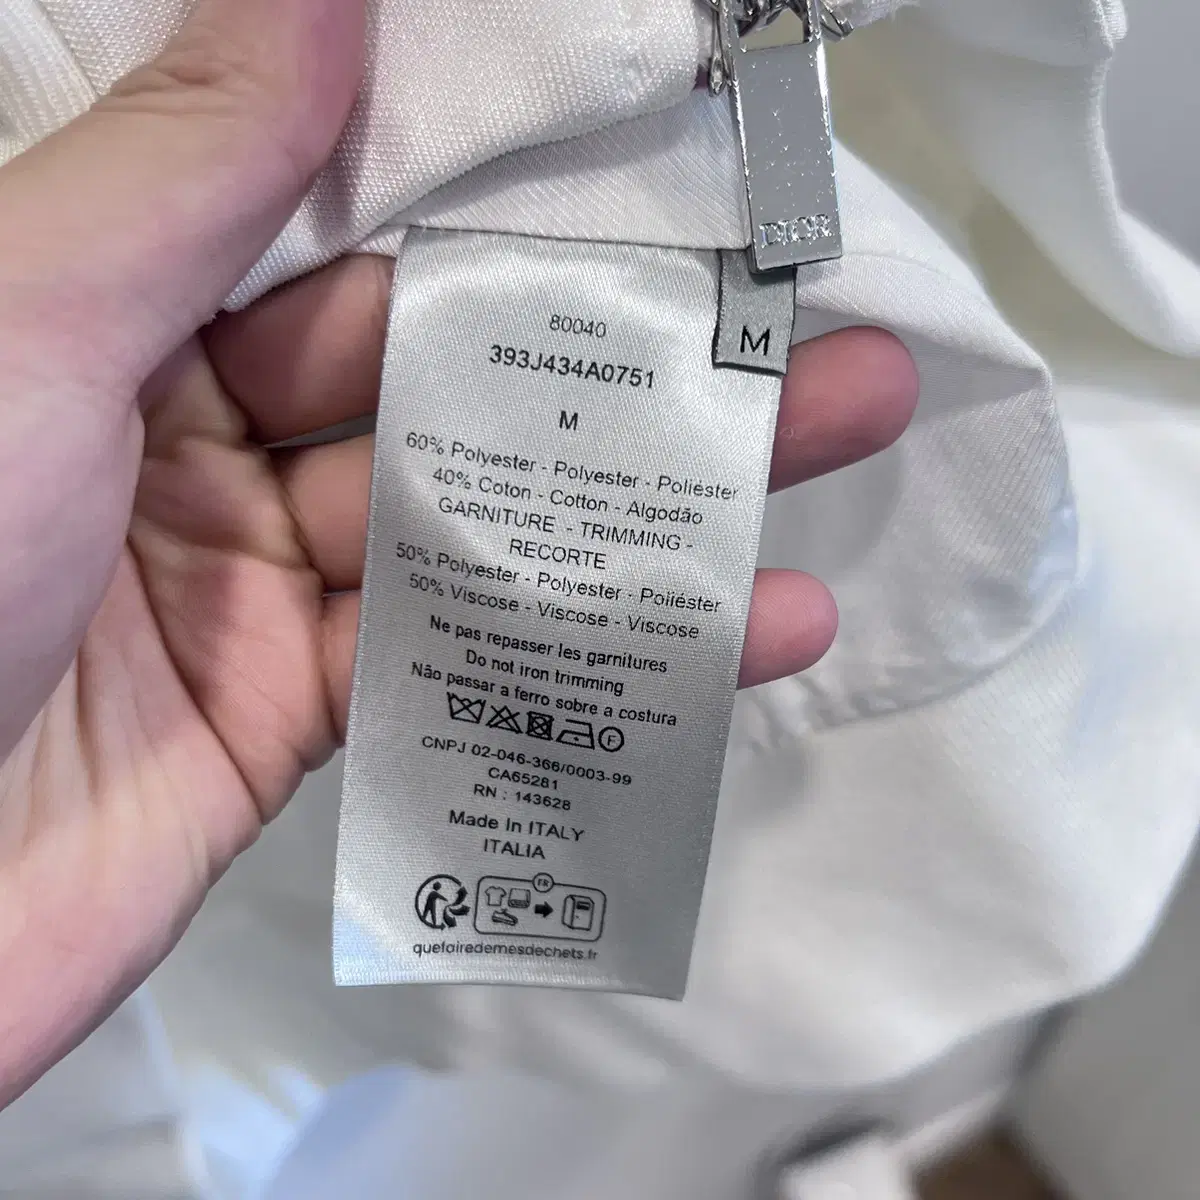 DIOR
M
80040
393J434A0751
M
60% Polyester - Polyester - Poliéster
40% Coton - Cotton - Algodão
GARNITURE - TRIMMING -
RECORTE
50% Polyester - Polyester - Poliéster
50% Viscose - Viscose - Viscose
Ne pas repasser les garnitures
Do not iron trimming
Não passar a ferro sobre a costura
F
CNPJ 02-046-366/0003-99
CA65281
RN : 143628
Made In ITALY
ITALIA
FR
quefairedemesdechets.fr